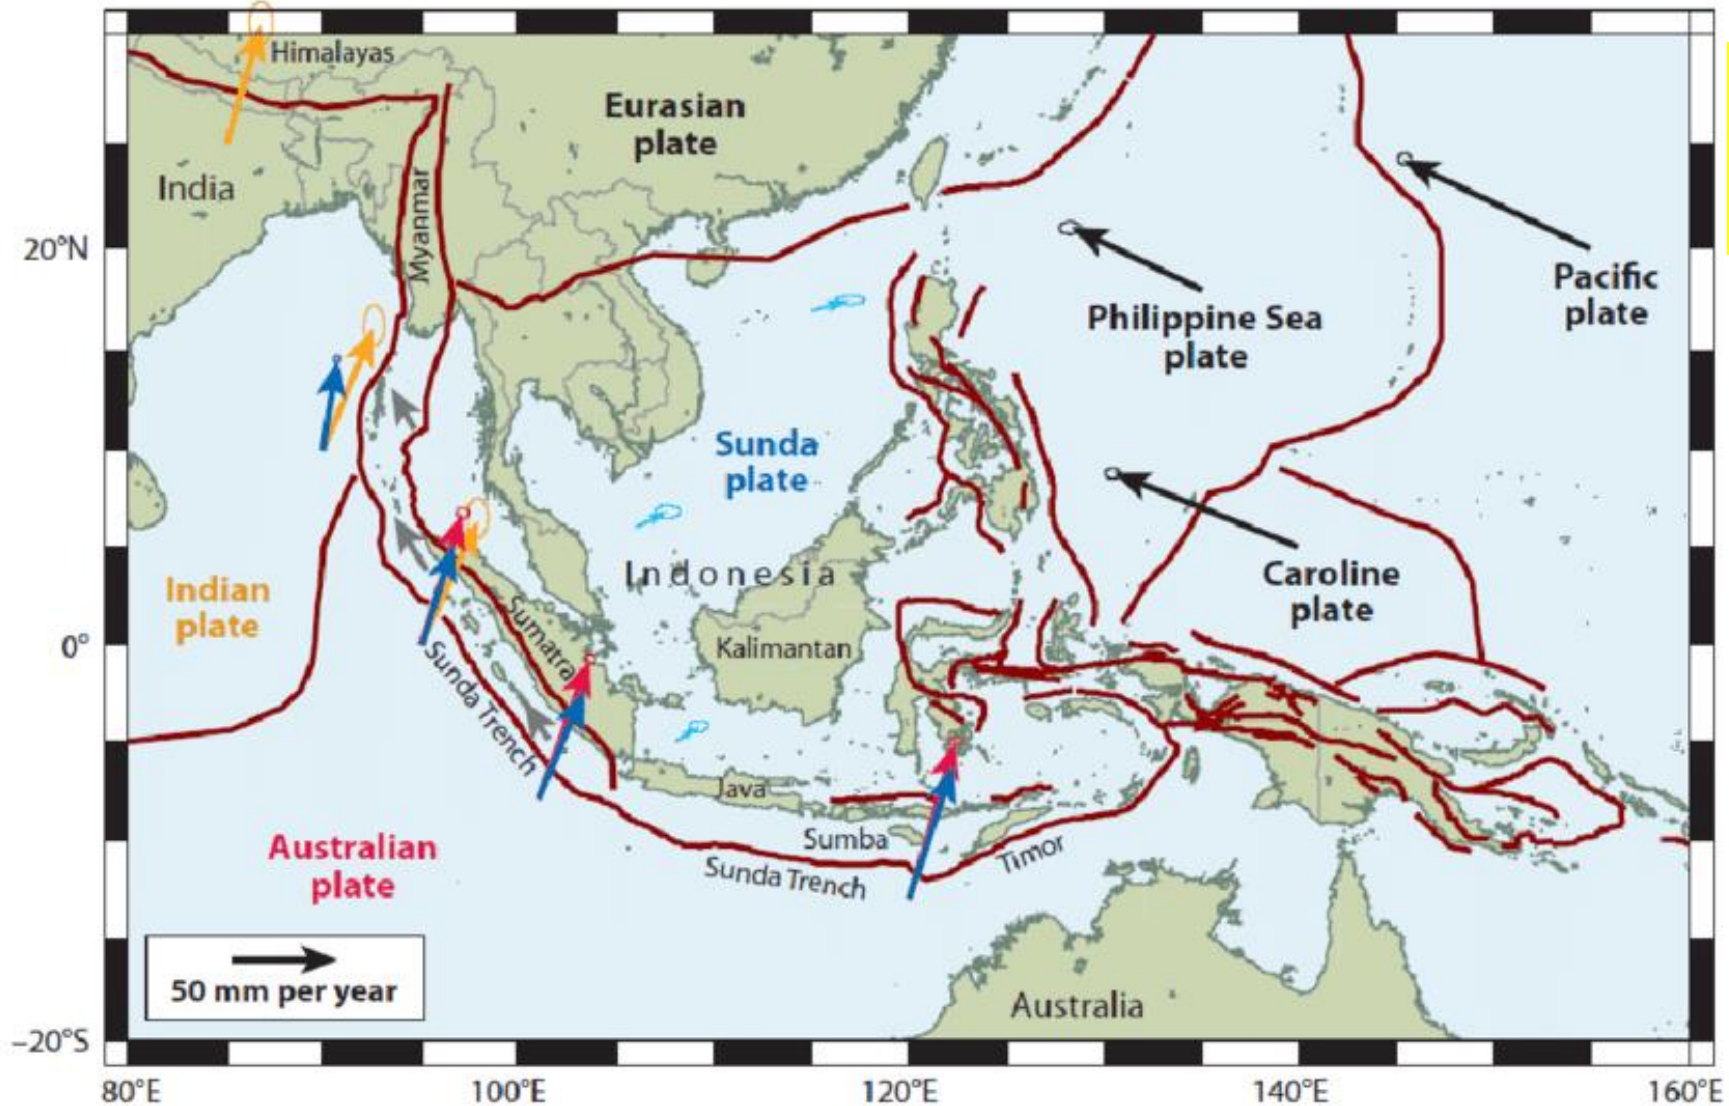 Himalayas
Eurasian
plate
India
Myanmar
20°N
Pacific
plate
Philippine Sea
plate
Sunda
plate
Indian
plate
Indonesia
Caroline
plate
0°
Sumatra
Kalimantan
Sunda Trench
Java
Sumba
Australian
plate
Timor
Sunda Trench
50 mm per year
Australia
–20°S
80°E
100°E
120°E
140°E
160°E